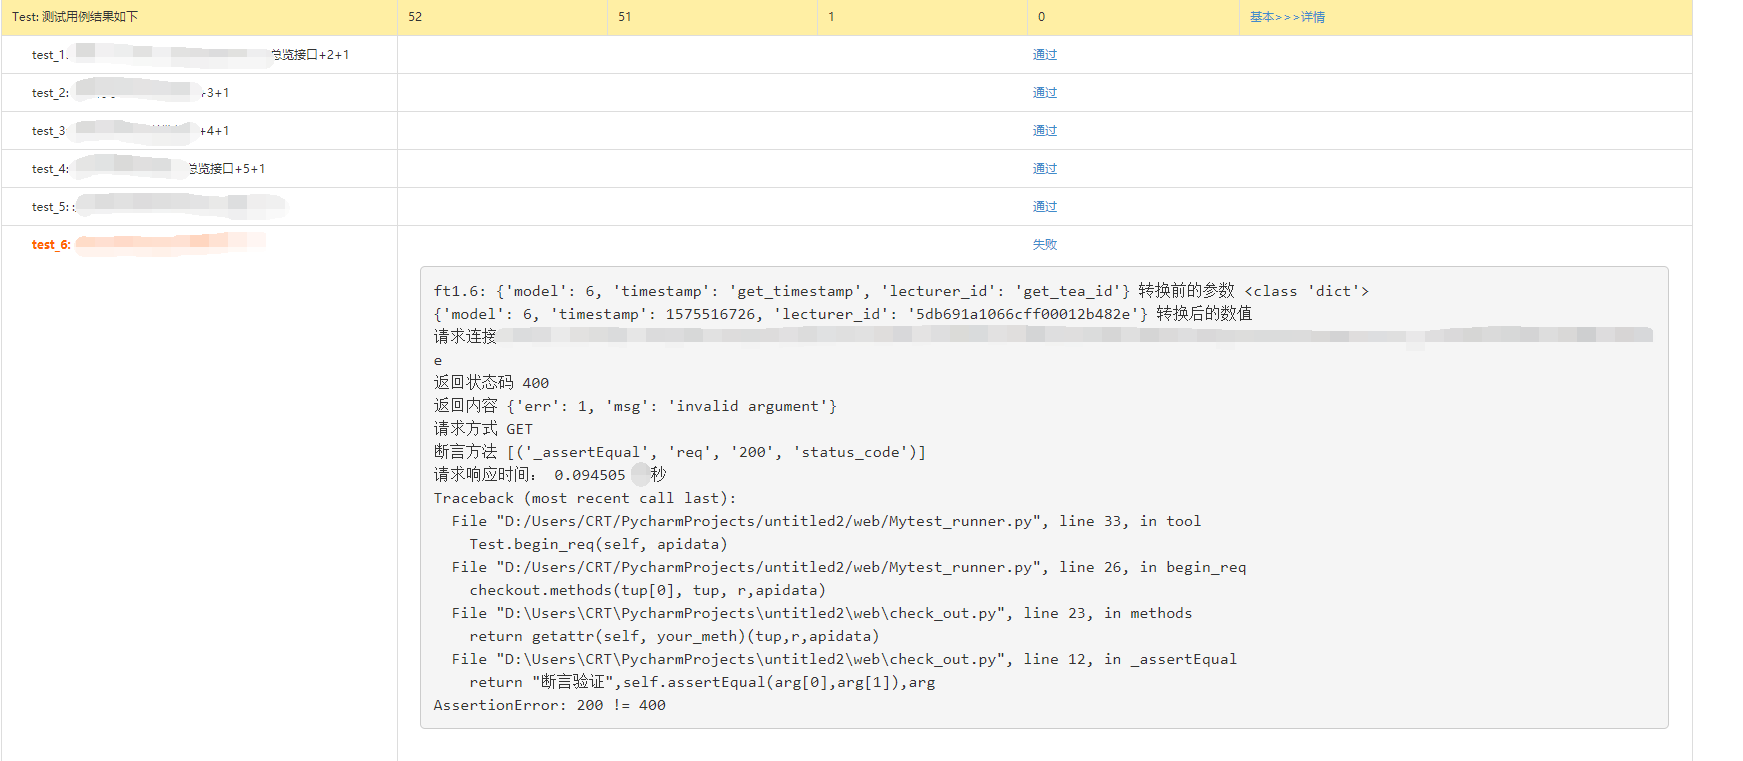 Test: 测试用例结果如下 52 51 1 0 基本>>>详情
test_1. 总览接口+2+1 通过
test_2: +3+1 通过
test_3 +4+1 通过
test_4: 总览接口+5+1 通过
test_5: 通过
test_6: 失败
ft1.6: {'model': 6, 'timestamp': 'get_timestamp', 'lecturer_id': 'get_tea_id'} 转换前的参数 <class 'dict'>
{'model': 6, 'timestamp': 1575516726, 'lecturer_id': '5db691a1066cff00012b482e'} 转换后的数值
请求连接
e
返回状态码 400
返回内容 {'err': 1, 'msg': 'invalid argument'}
请求方式 GET
断言方法 [('_assertEqual', 'req', '200', 'status_code')]
请求响应时间: 0.094505 秒
Traceback (most recent call last):
  File "D:/Users/CRT/PycharmProjects/untitled2/web/Mytest_runner.py", line 33, in tool
    Test.begin_req(self, apidata)
  File "D:/Users/CRT/PycharmProjects/untitled2/web/Mytest_runner.py", line 26, in begin_req
    checkout.methods(tup[0], tup, r,apidata)
  File "D:\Users\CRT\PycharmProjects\untitled2\web\check_out.py", line 23, in methods
    return getattr(self, your_meth)(tup,r,apidata)
  File "D:\Users\CRT\PycharmProjects\untitled2\web\check_out.py", line 12, in _assertEqual
    return "断言验证",self.assertEqual(arg[0],arg[1]),arg
AssertionError: 200 != 400